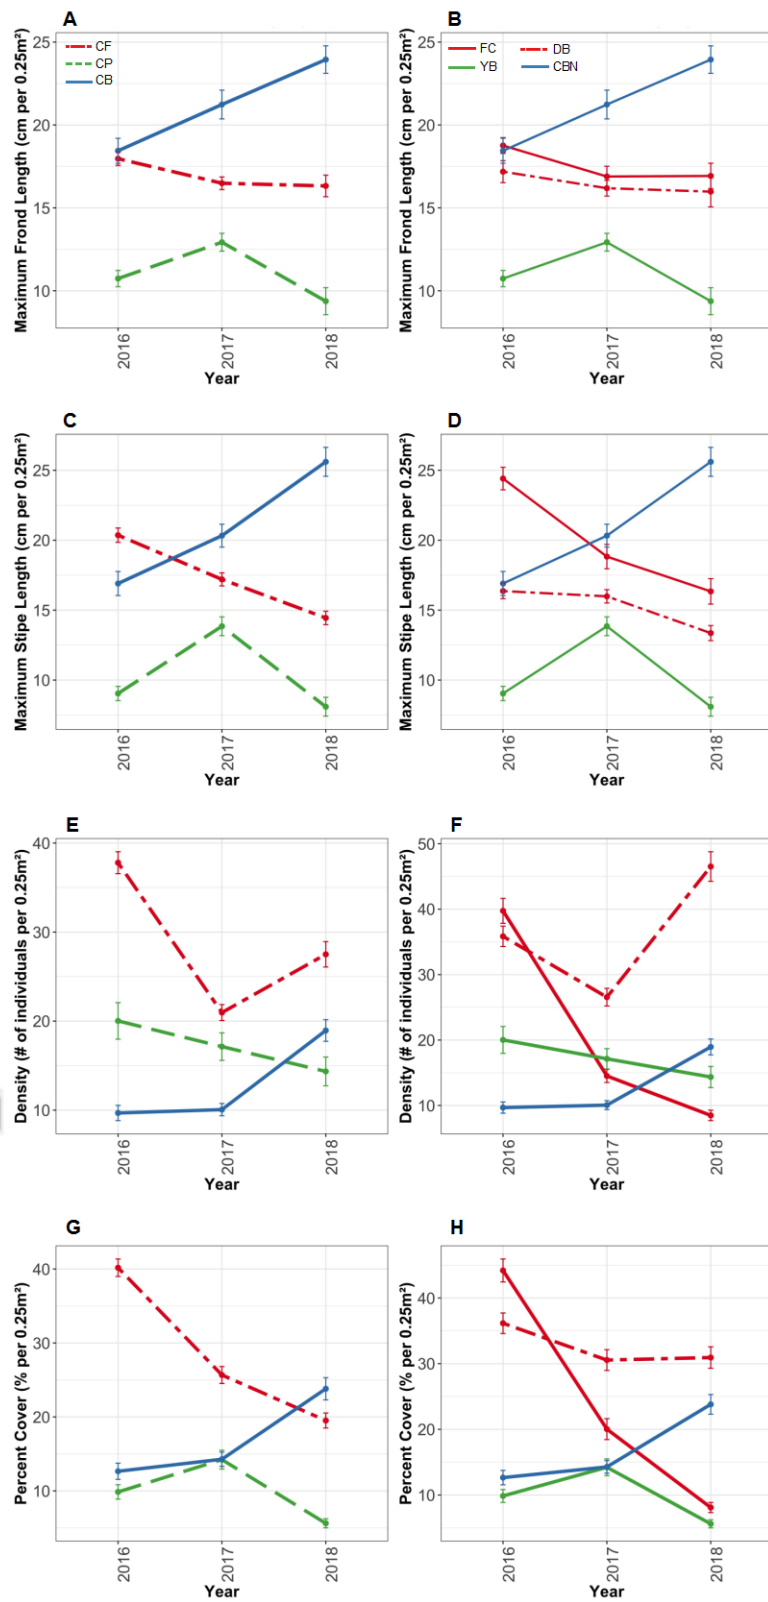 A
Maximum Frond Length (cm per 0.25m²)
25
20
15
10
CF
CP
CB
2016
2017
2018
Year
B
Maximum Frond Length (cm per 0.25m²)
25
20
15
10
FC DB
YB CBN
2016
2017
2018
Year
C
Maximum Stipe Length (cm per 0.25m²)
25
20
15
10
2016
2017
2018
Year
D
Maximum Stipe Length (cm per 0.25m²)
25
20
15
10
2016
2017
2018
Year
E
Density (# of individuals per 0.25m²)
40
30
20
10
2016
2017
2018
Year
F
Density (# of individuals per 0.25m²)
50
40
30
20
10
2016
2017
2018
Year
G
Percent Cover (% per 0.25m²)
40
30
20
10
2016
2017
2018
Year
H
Percent Cover (% per 0.25m²)
40
30
20
10
2016
2017
2018
Year